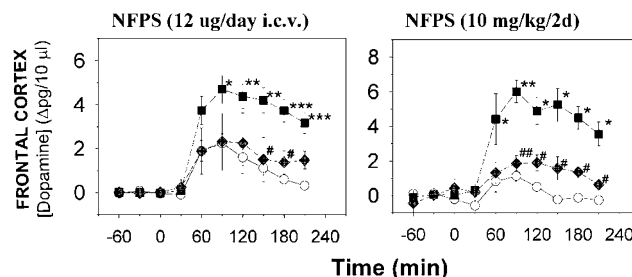 NFPS (12 ug/day i.c.v.)
NFPS (10 mg/kg/2d)
FRONTAL CORTEX
[Dopamine] (Δpg/10 µl)
6
4
2
0
* ** * *** ***
# #
-60 0 60 120 180 240
8
6
4
2
0
* ** * * * *
## # # # #
-60 0 60 120 180 240
Time (min)